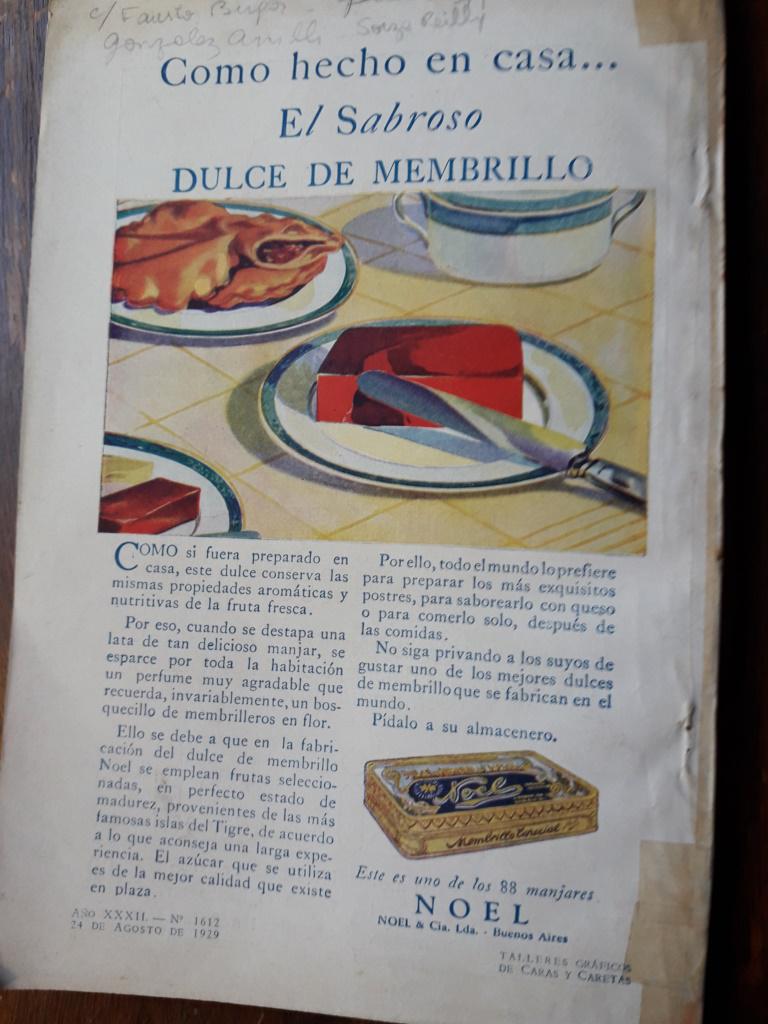 c/ Fausto
Gonzalez - Sonza Reilly
Como hecho en casa...
El Sabroso
DULCE DE MEMBRILLO
COMO si fuera preparado en
casa, este dulce conserva las
mismas propiedades aromáticas y
nutritivas de la fruta fresca.
Por eso, cuando se destapa una
lata de tan delicioso manjar, se
esparce por toda la habitación
un perfume muy agradable que
recuerda, invariablemente, un bos-
quecillo de membrilleros en flor.
Ello se debe a que en la fabri-
cación del dulce de membrillo
Noel se emplean frutas seleccio-
nadas, en perfecto estado de
madurez, provenientes de las más
famosas islas del Tigre, de acuerdo
a lo que aconseja una larga expe-
riencia. El azúcar que se utiliza
es de la mejor calidad que existe
en plaza.
Por ello, todo el mundo lo prefiere
para preparar los más exquisitos
postres, para saborearlo con queso
o para comerlo solo, después de
las comidas.
No siga privando a los suyos de
gustar uno de los mejores dulces
de membrillo que se fabrican en el
mundo.
Pídalo a su almacenero.
Noel
Membrillo Especial
Este es uno de los 88 manjares
NOEL
NOEL & Cía. Lda. - Buenos Aires
AÑO XXXII. — Nº 1612
24 DE AGOSTO DE 1929
TALLERES GRÁFICOS
DE CARAS Y CARETAS